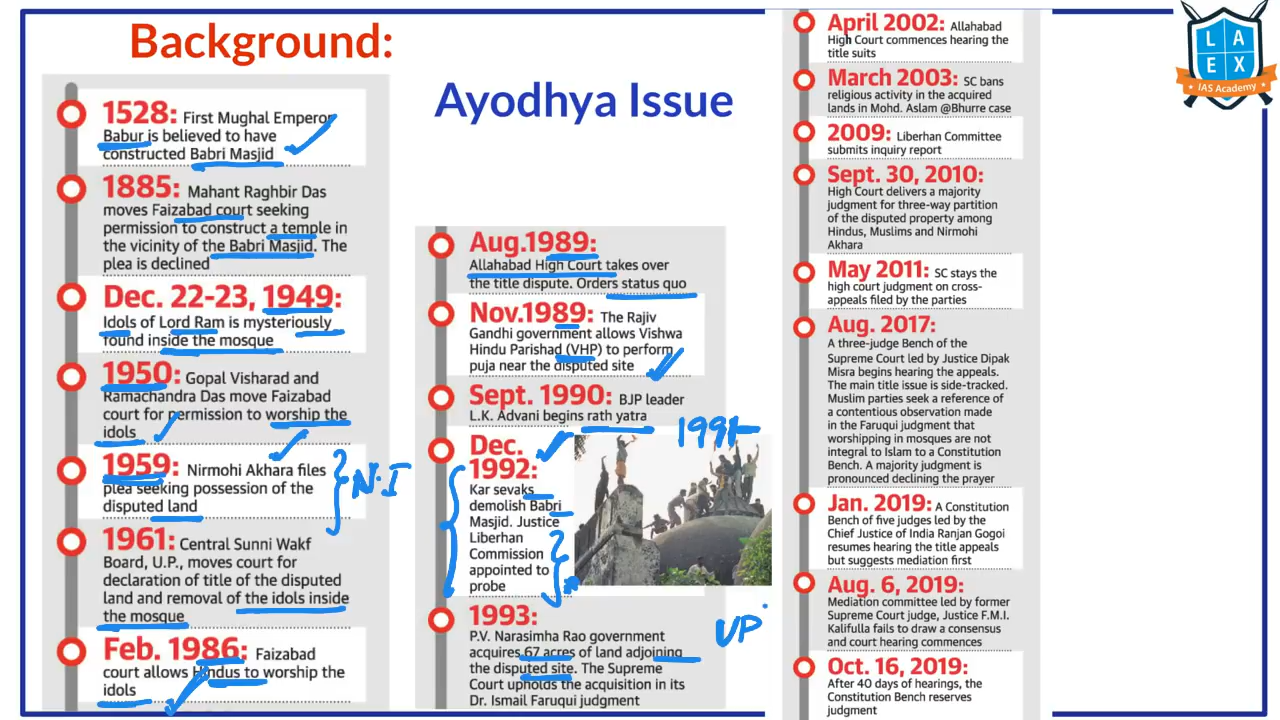 Background:
Ayodhya Issue
1528: First Mughal Emperor
Babur is believed to have
constructed Babri Masjid
1885: Mahant Raghbir Das
moves Faizabad court seeking
permission to construct a temple in
the vicinity of the Babri Masjid. The
plea is declined
Dec. 22-23, 1949:
Idols of Lord Ram is mysteriously
found inside the mosque
1950: Gopal Visharad and
Ramachandra Das move Faizabad
court for permission to worship the
idols
1959: Nirmohi Akhara files
plea seeking possession of the
disputed land
N.I
1961: Central Sunni Wakf
Board, U.P., moves court for
declaration of title of the disputed
land and removal of the idols inside
the mosque
Feb. 1986: Faizabad
court allows Hindus to worship the
idols
Aug.1989:
Allahabad High Court takes over
the title dispute. Orders status quo
Nov.1989: The Rajiv
Gandhi government allows Vishwa
Hindu Parishad (VHP) to perform
puja near the disputed site
Sept. 1990: BJP leader
L.K. Advani begins rath yatra
1991
Dec.
1992:
Kar sevaks
demolish Babri
Masjid. Justice
Liberhan
Commission
appointed to
probe
1993:
P.V. Narasimha Rao government
acquires 67 acres of land adjoining
the disputed site. The Supreme
Court upholds the acquisition in its
Dr. Ismail Faruqui judgment
UP
April 2002: Allahabad
High Court commences hearing the
title suits
March 2003: SC bans
religious activity in the acquired
lands in Mohd. Aslam @Bhurre case
2009: Liberhan Committee
submits inquiry report
Sept. 30, 2010:
High Court delivers a majority
judgment for three-way partition
of the disputed property among
Hindus, Muslims and Nirmohi
Akhara
May 2011: SC stays the
high court judgment on cross-
appeals filed by the parties
Aug. 2017:
A three-judge Bench of the
Supreme Court led by Justice Dipak
Misra begins hearing the appeals.
The main title issue is side-tracked.
Muslim parties seek a reference of
a contentious observation made
in the Faruqui judgment that
worshipping in mosques are not
integral to Islam to a Constitution
Bench. A majority judgment is
pronounced declining the prayer
Jan. 2019: A Constitution
Bench of five judges led by the
Chief Justice of India Ranjan Gogoi
resumes hearing the title appeals
but suggests mediation first
Aug. 6, 2019:
Mediation committee led by former
Supreme Court judge, Justice F.M.I.
Kalifulla fails to draw a consensus
and court hearing commences
Oct. 16, 2019:
After 40 days of hearings, the
Constitution Bench reserves
judgment
L A
E X
IAS Academy